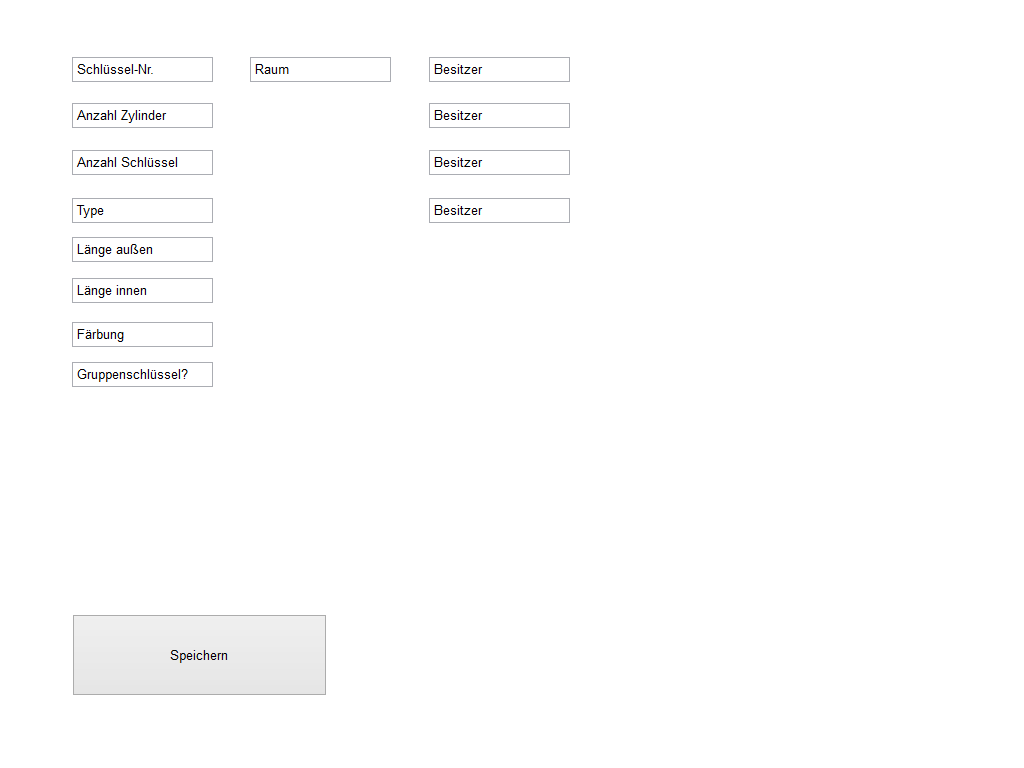 Schlüssel-Nr.
Raum
Besitzer
Anzahl Zylinder
Besitzer
Anzahl Schlüssel
Besitzer
Type
Besitzer
Länge außen
Länge innen
Färbung
Gruppenschlüssel?
Speichern